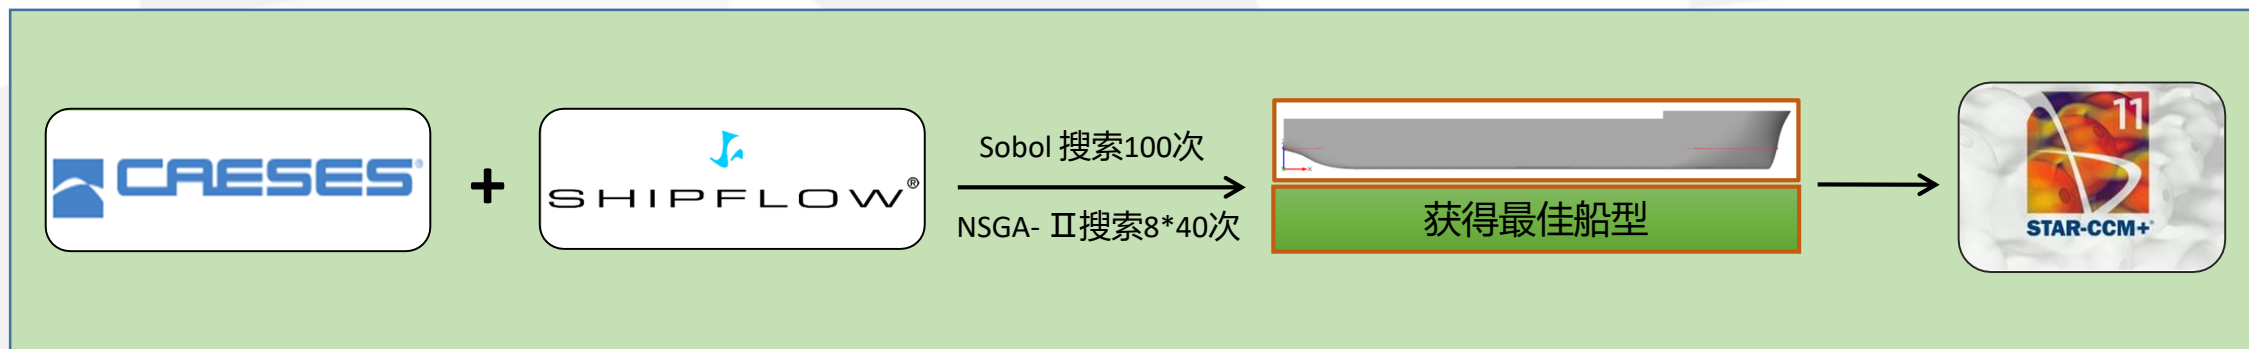 CAESES®
+
SHIPFLOW®
Sobol 搜索100次
NSGA- Ⅱ搜索8*40次
获得最佳船型
11
STAR-CCM+